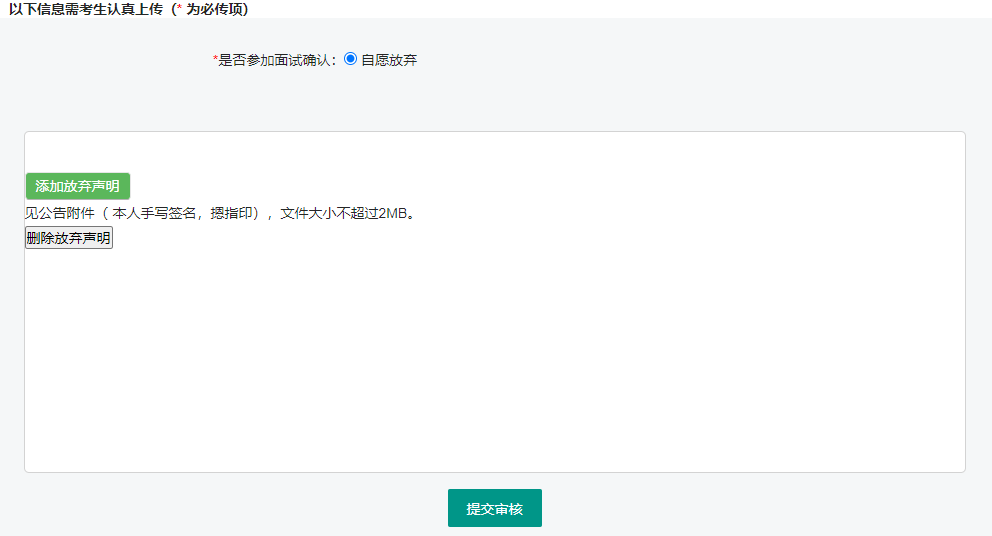 以下信息需考生认真上传（* 为必传项）
*是否参加面试确认： 自愿放弃
添加放弃声明
见公告附件（ 本人手写签名，摁指印），文件大小不超过2MB。
删除放弃声明
提交审核